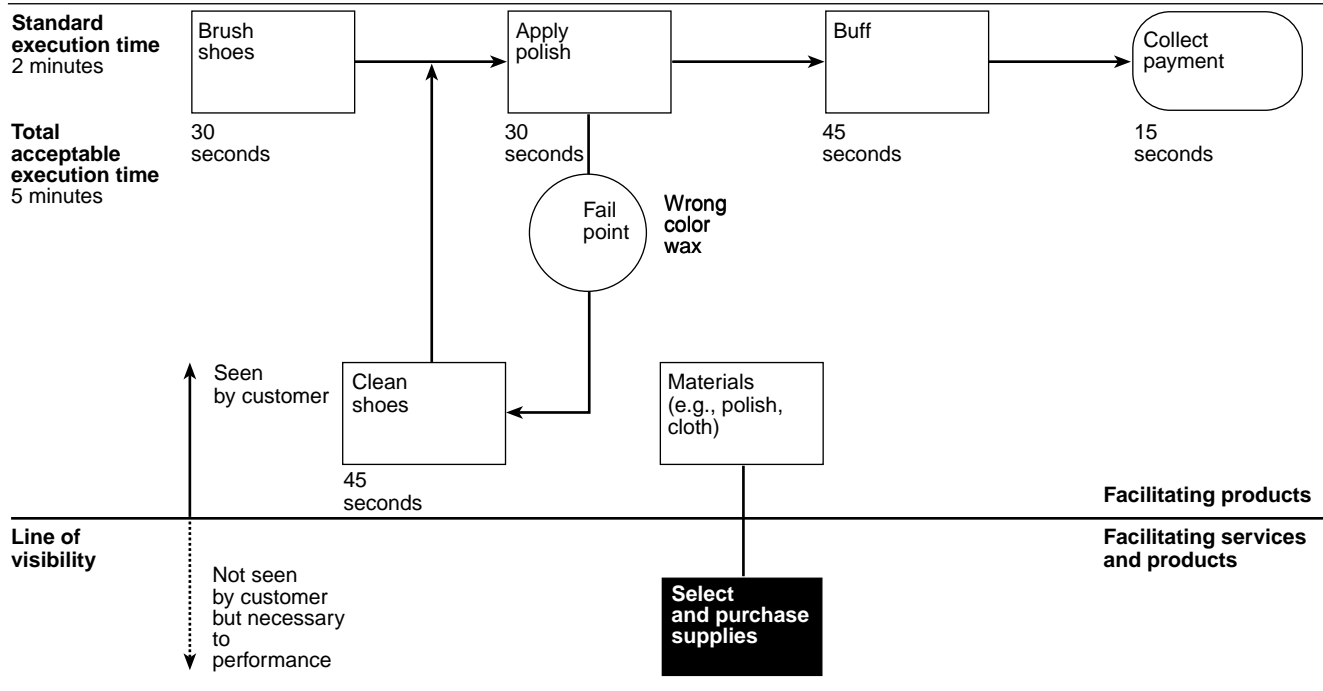 Standard
execution time
2 minutes
Brush
shoes
Apply
polish
Buff
Collect
payment
Total
acceptable
execution time
5 minutes
30
seconds
30
seconds
45
seconds
15
seconds
Fail
point
Wrong
color
wax
Seen
by customer
Clean
shoes
Materials
(e.g., polish,
cloth)
45
seconds
Facilitating products
Line of
visibility
Facilitating services
and products
Not seen
by customer
but necessary
to
performance
Select
and purchase
supplies